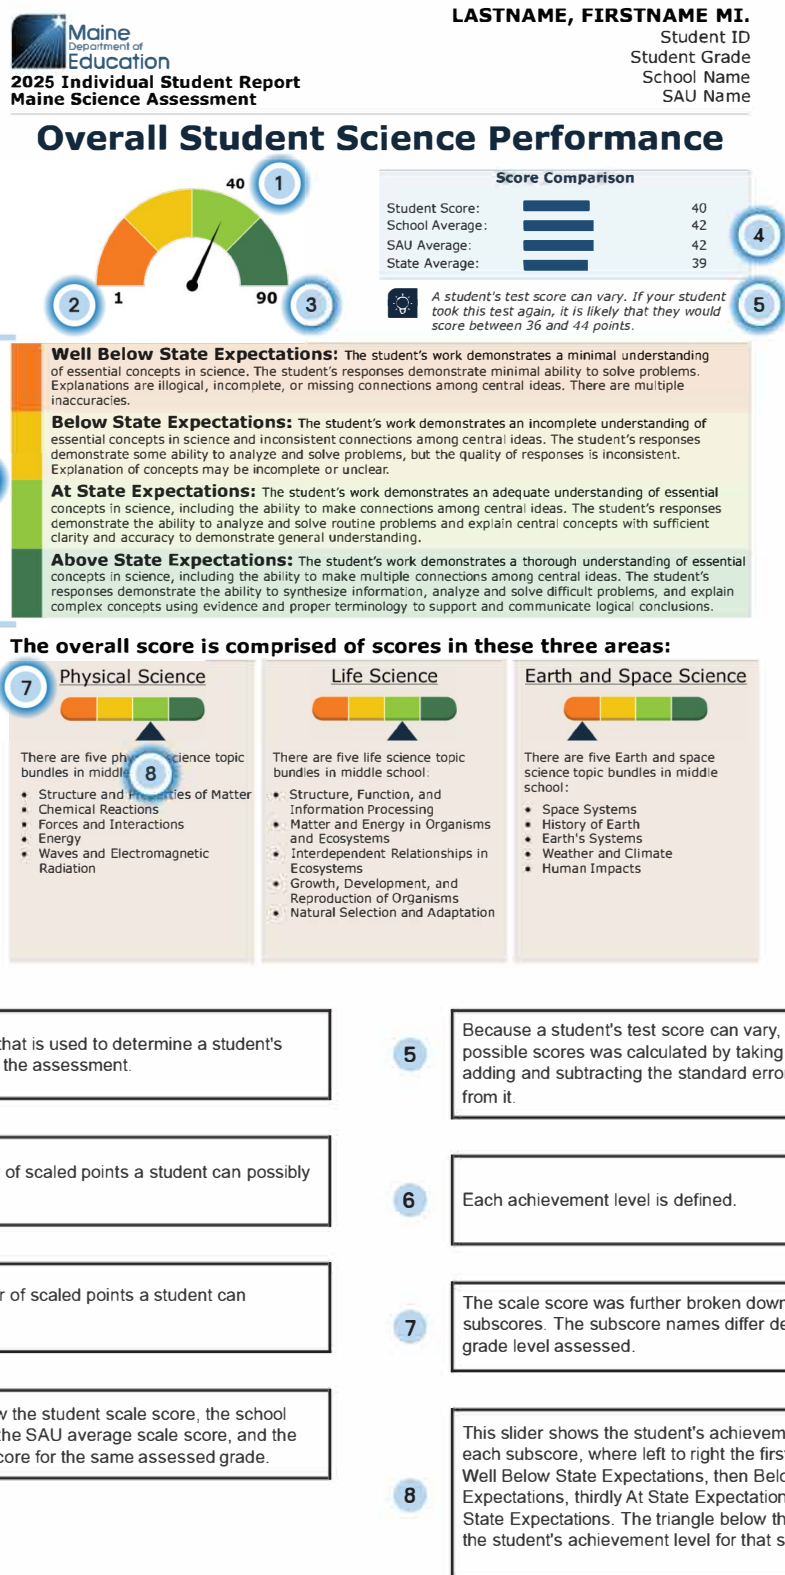 Maine
Department of
Education
2025 Individual Student Report
Maine Science Assessment
LASTNAME, FIRSTNAME MI.
Student ID
Student Grade
School Name
SAU Name
Overall Student Science Performance
40
1
2
1
90
3
Score Comparison
Student Score: 40
School Average: 42
SAU Average: 42
State Average: 39
4
A student's test score can vary. If your student
took this test again, it is likely that they would
score between 36 and 44 points.
5
Well Below State Expectations: The student's work demonstrates a minimal understanding
of essential concepts in science. The student's responses demonstrate minimal ability to solve problems.
Explanations are illogical, incomplete, or missing connections among central ideas. There are multiple
inaccuracies.
Below State Expectations: The student's work demonstrates an incomplete understanding of
essential concepts in science and inconsistent connections among central ideas. The student's responses
demonstrate some ability to analyze and solve problems, but the quality of responses is inconsistent.
Explanation of concepts may be incomplete or unclear.
At State Expectations: The student's work demonstrates an adequate understanding of essential
concepts in science, including the ability to make connections among central ideas. The student's responses
demonstrate the ability to analyze and solve routine problems and explain central concepts with sufficient
clarity and accuracy to demonstrate general understanding.
Above State Expectations: The student's work demonstrates a thorough understanding of essential
concepts in science, including the ability to make multiple connections among central ideas. The student's
responses demonstrate the ability to synthesize information, analyze and solve difficult problems, and explain
complex concepts using evidence and proper terminology to support and communicate logical conclusions.
The overall score is comprised of scores in these three areas:
7
Physical Science
8
There are five science topic
bundles in middle
• Structure and of Matter
• Chemical Reactions
• Forces and Interactions
• Energy
• Waves and Electromagnetic
Radiation
Life Science
There are five life science topic
bundles in middle school:
• Structure, Function, and
Information Processing
• Matter and Energy in Organisms
and Ecosystems
• Interdependent Relationships in
Ecosystems
• Growth, Development, and
Reproduction of Organisms
• Natural Selection and Adaptation
Earth and Space Science
There are five Earth and space
science topic bundles in middle
school:
• Space Systems
• History of Earth
• Earth's Systems
• Weather and Climate
• Human Impacts
that is used to determine a student's
the assessment.
of scaled points a student can possibly
of scaled points a student can
the student scale score, the school
the SAU average scale score, and the
core for the same assessed grade.
5
Because a student's test score can vary,
possible scores was calculated by taking
adding and subtracting the standard error
from it.
6
Each achievement level is defined.
7
The scale score was further broken down
subscores. The subscore names differ de
grade level assessed.
8
This slider shows the student's achievem
each subscore, where left to right the first
Well Below State Expectations, then Belo
Expectations, thirdly At State Expectation
State Expectations. The triangle below th
the student's achievement level for that s